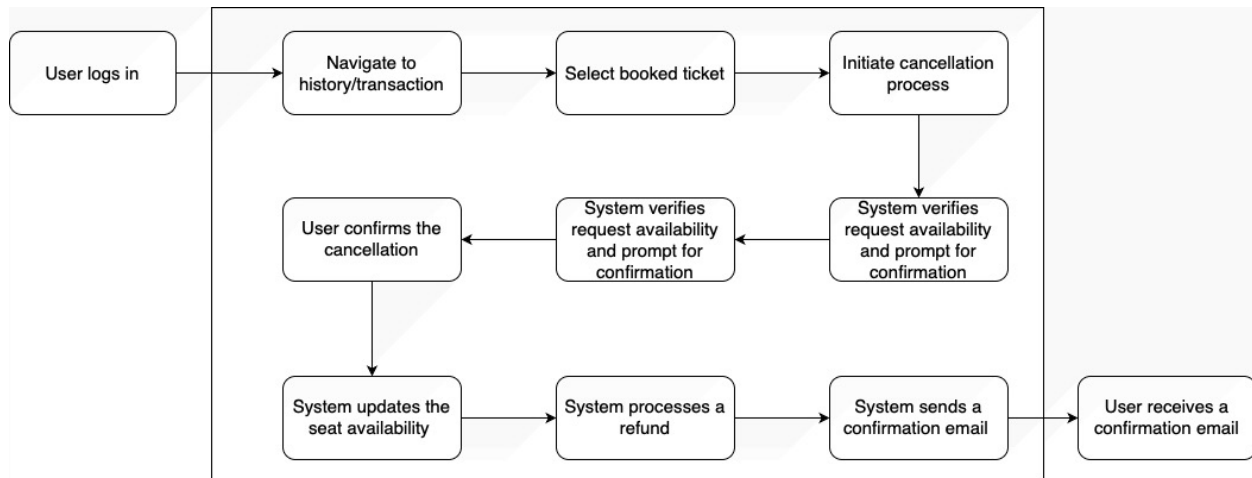 User logs in
Navigate to
history/transaction
Select booked ticket
Initiate cancellation
process
System verifies
request availability
and prompt for
confirmation
System verifies
request availability
and prompt for
confirmation
User confirms the
cancellation
System updates the
seat availability
System processes a
refund
System sends a
confirmation email
User receives a
confirmation email